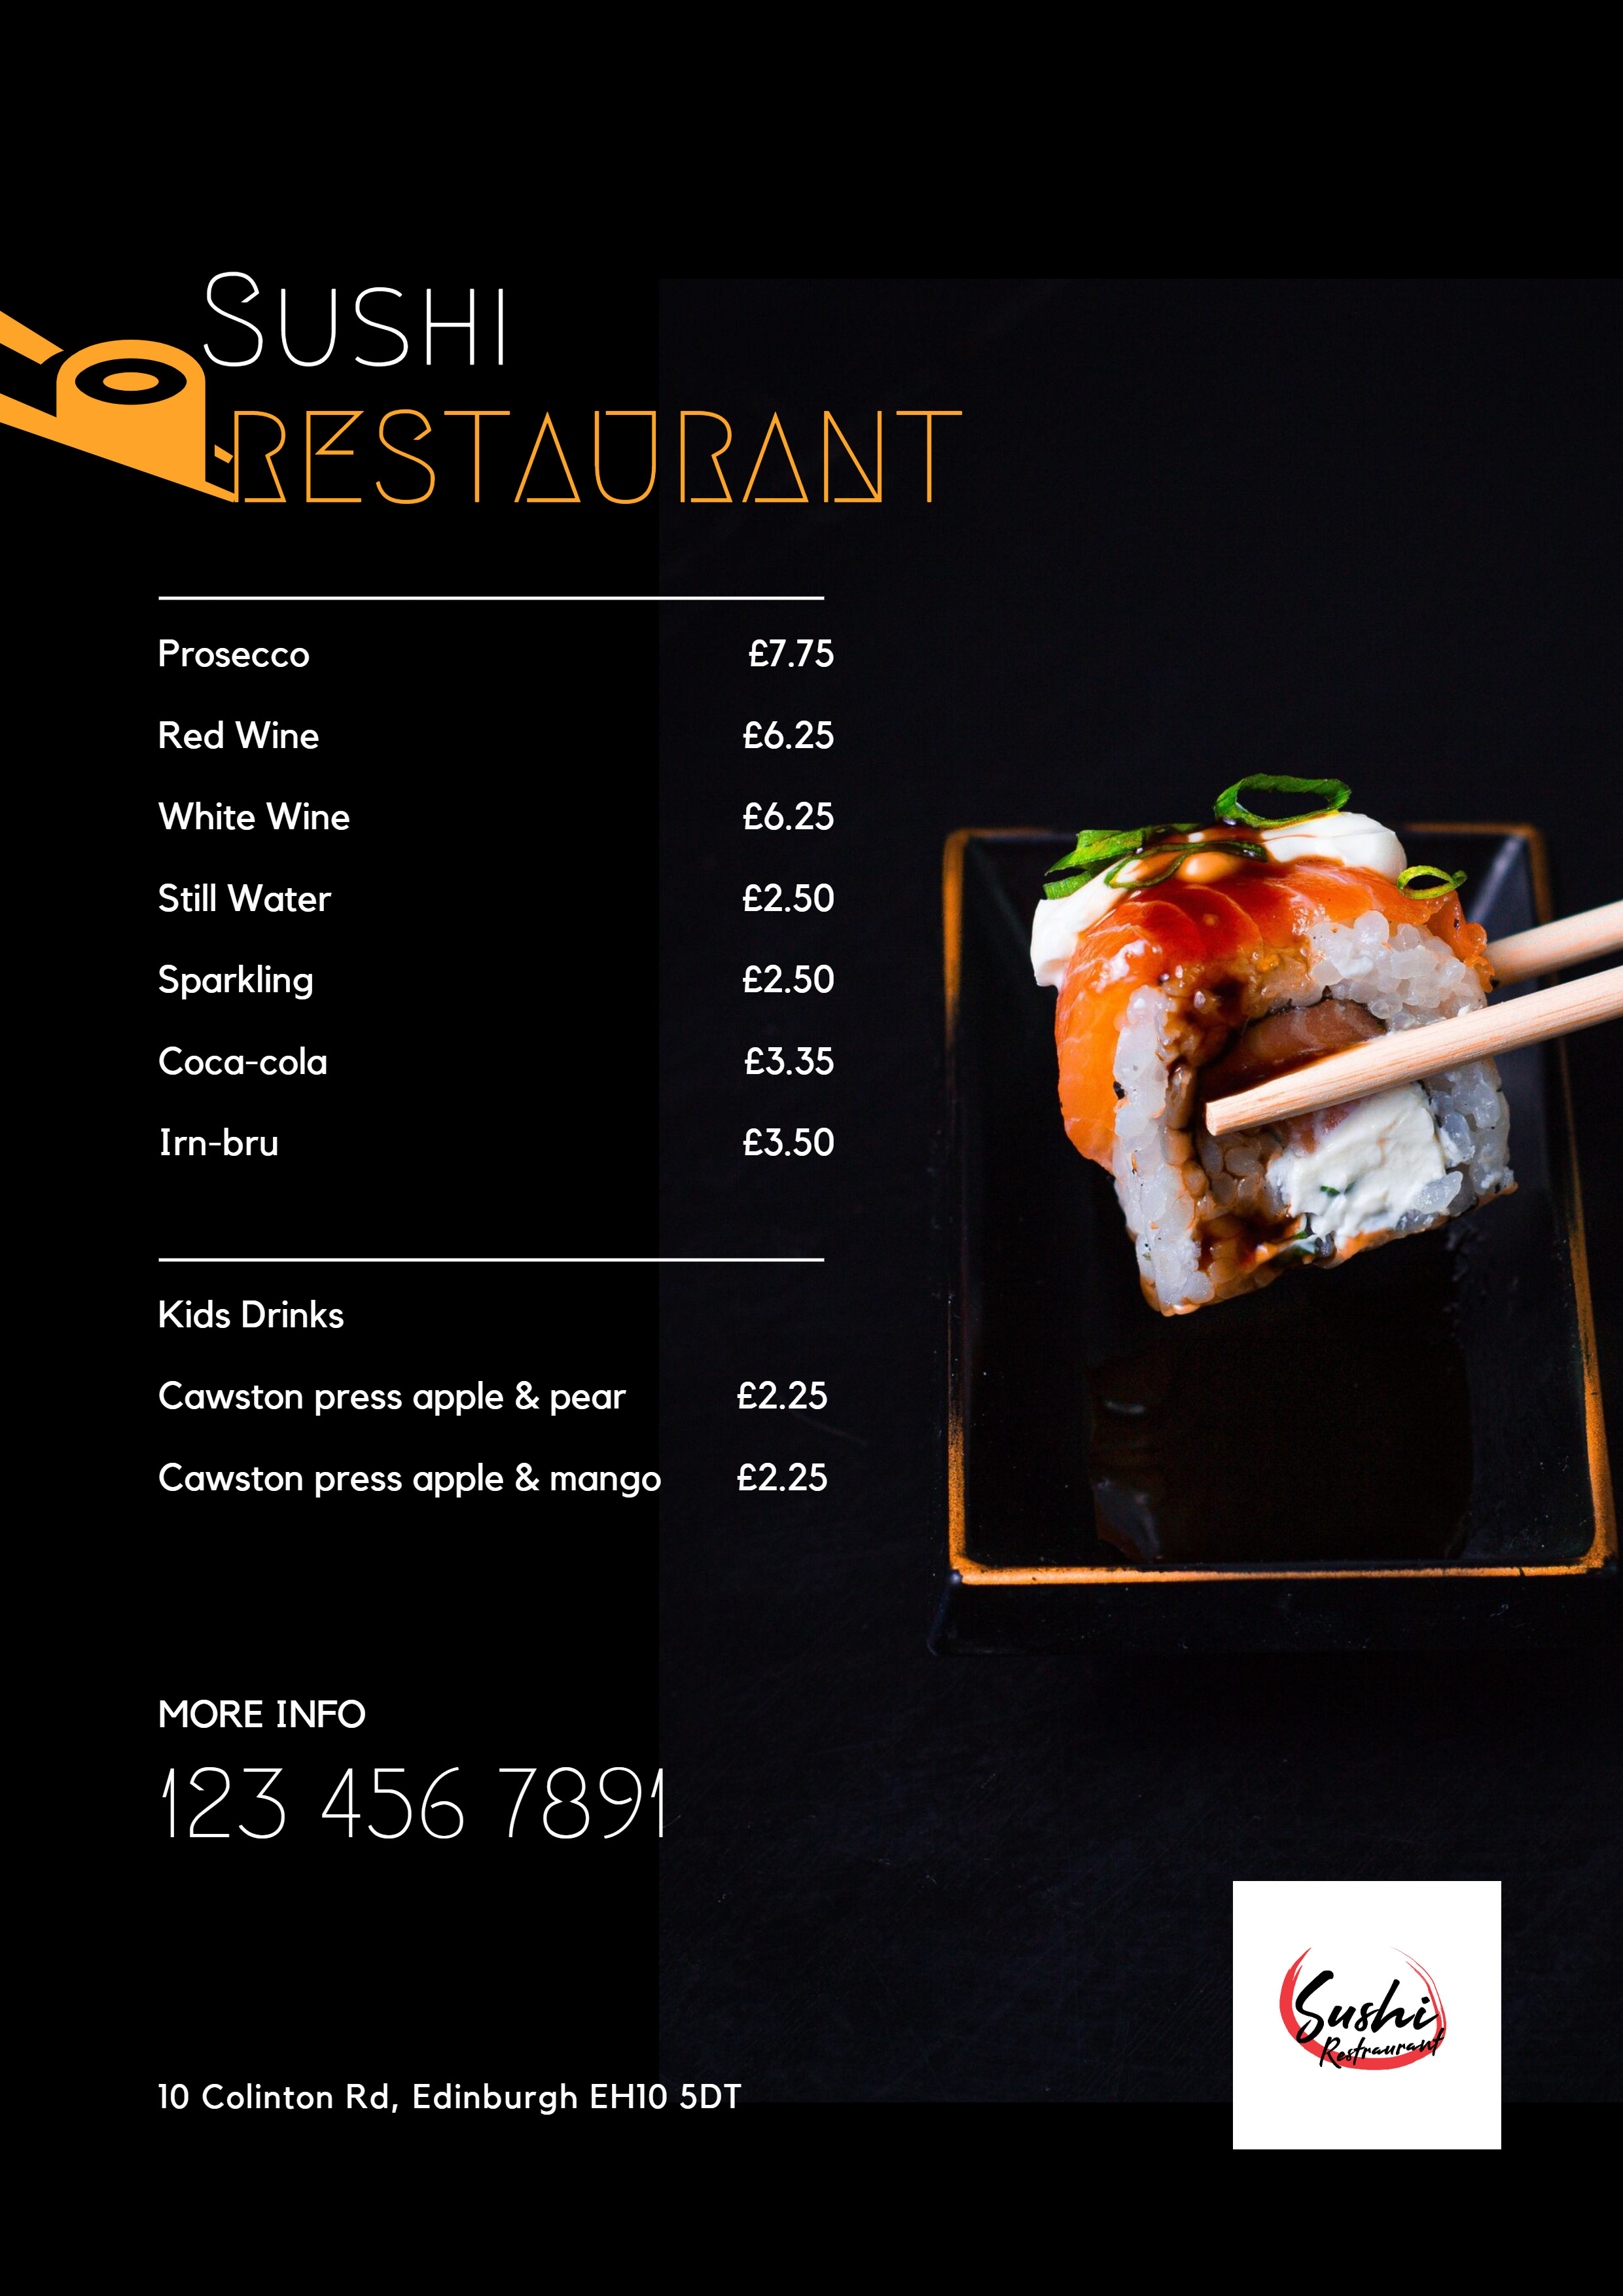 Sushi
RESTAURANT
Prosecco £7.75
Red Wine £6.25
White Wine £6.25
Still Water £2.50
Sparkling £2.50
Coca-cola £3.35
Irn-bru £3.50
Kids Drinks
Cawston press apple & pear £2.25
Cawston press apple & mango £2.25
MORE INFO
123 456 7891
10 Colinton Rd, Edinburgh EH10 5DT
Sushi
Restraurant